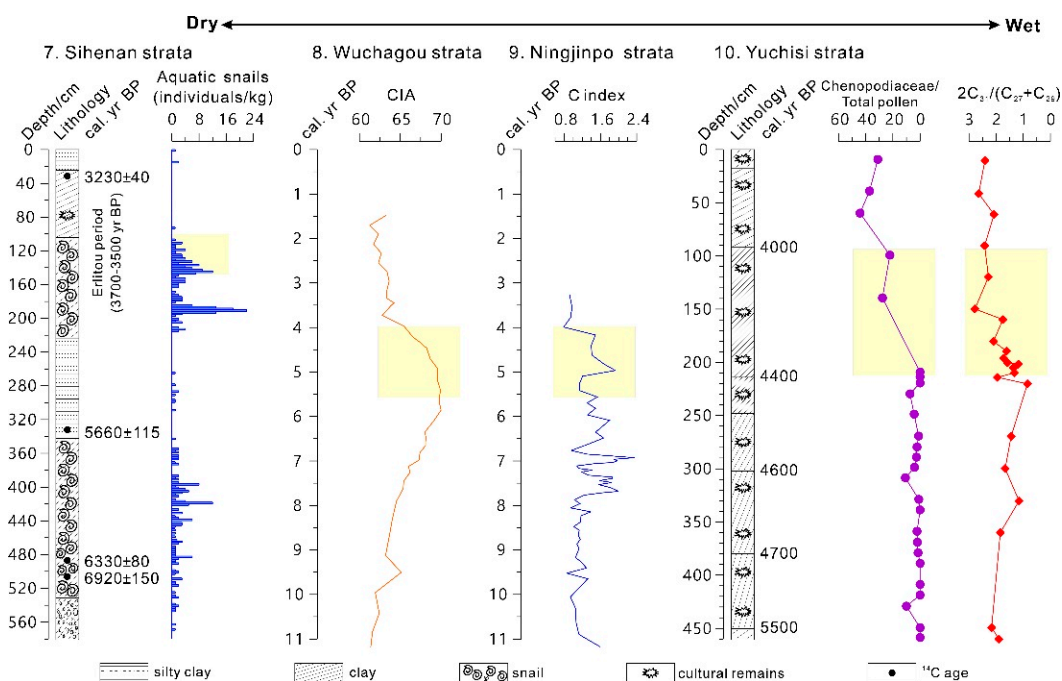 Dry
Wet
7. Sihenan strata
8. Wuchagou strata
9. Ningjinpo strata
10. Yuchisi strata
Depth/cm
Lithology
cal. yr BP
Aquatic snails
(individuals/kg)
0 4 8 12 18 24
0
40
80
120
160
200
240
280
320
360
400
440
480
520
560
3230±40
Erlitou period
(3700-3500 yr BP)
5660±115
6330±80
6920±150
cal. yr BP
CIA
60 65 70
0
1
2
3
4
5
6
7
8
9
10
11
cal. yr BP
C index
0 0.8 1.6 2.4
0
1
2
3
4
5
6
7
8
9
10
11
Depth/cm
Lithology
cal. yr BP
Chenopodiaceae/
Total pollen
60 40 20 0
0
50
100
150
200
250
300
350
400
450
4000
4400
4600
4700
5500
3 2 1 0
silty clay
clay
snail
cultural remains
¹⁴C age